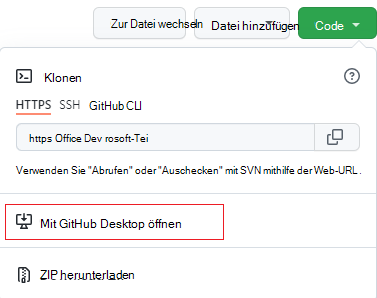 Zur Datei wechseln
Datei hinzufügen
Code
Klonen
HTTPS SSH GitHub CLI
https Office Dev rosoft-Tei
Verwenden Sie "Abrufen" oder "Auschecken" mit SVN mithilfe der Web-URL.
Mit GitHub Desktop öffnen
ZIP herunterladen